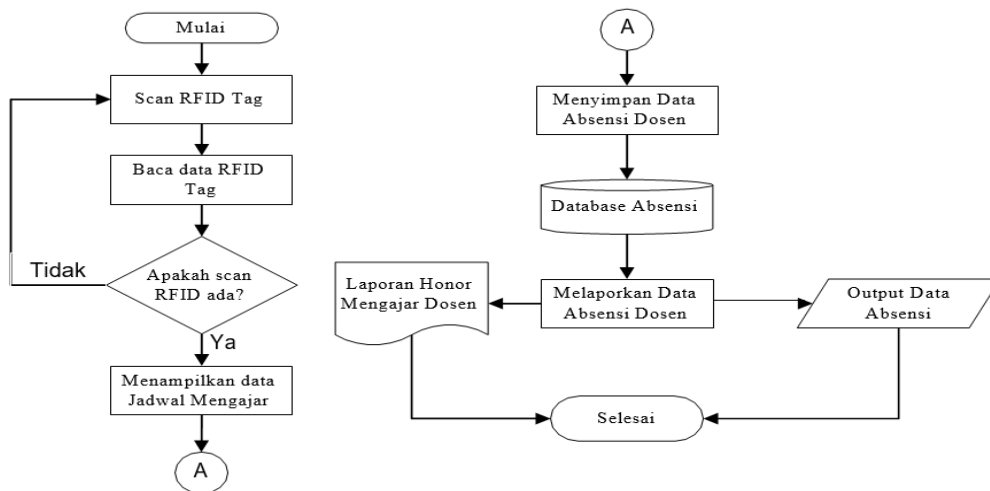 Mulai
Scan RFID Tag
Baca data RFID
Tag
Apakah scan
RFID ada?
Tidak
Ya
Menampilkan data
Jadwal Mengajar
A
A
Menyimpan Data
Absensi Dosen
Database Absensi
Melaporkan Data
Absensi Dosen
Laporan Honor
Mengajar Dosen
Output Data
Absensi
Selesai